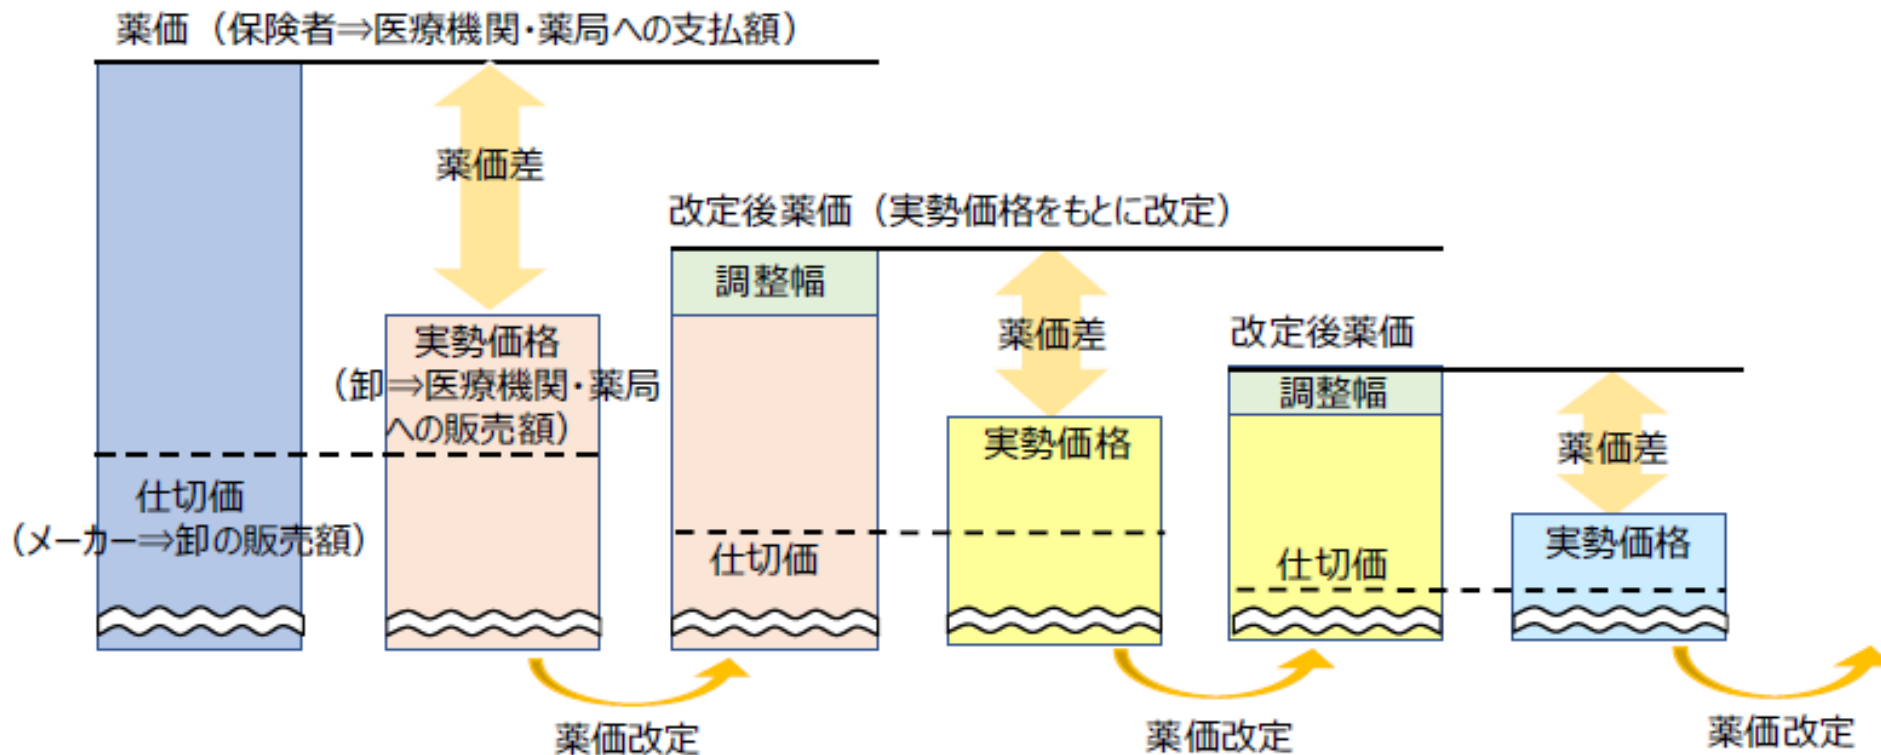 薬価（保険者⇒医療機関・薬局への支払額）
薬価差
改定後薬価（実勢価格をもとに改定）
調整幅
実勢価格
（卸⇒医療機関・薬局
への販売額）
薬価差
改定後薬価
調整幅
実勢価格
薬価差
仕切価
（メーカー⇒卸の販売額）
仕切価
仕切価
実勢価格
薬価改定
薬価改定
薬価改定